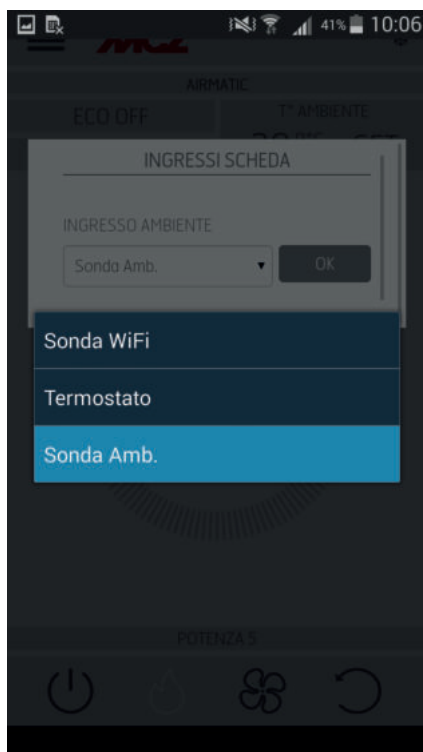 41% 10:06
MCZ
AIRMATIC
ECO OFF
T° AMBIENTE
INGRESSI SCHEDA
INGRESSO AMBIENTE
Sonda Amb.
OK
Sonda WiFi
Termostato
Sonda Amb.
POTENZA 5